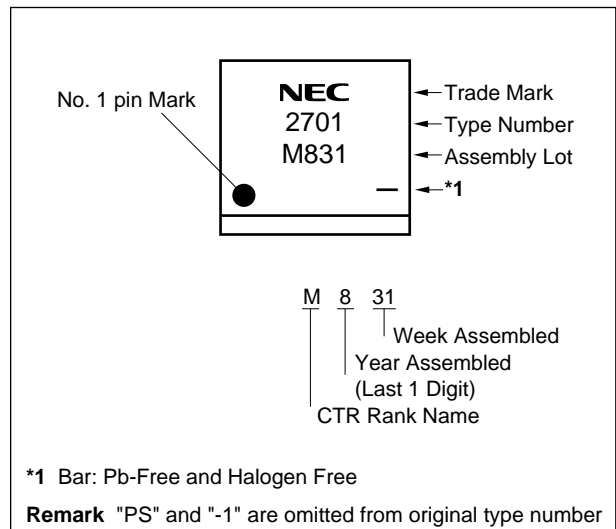 No. 1 pin Mark
NEC
2701
M831
Trade Mark
Type Number
Assembly Lot
*1
M 8 31
Week Assembled
Year Assembled
(Last 1 Digit)
CTR Rank Name
*1 Bar: Pb-Free and Halogen Free
Remark "PS" and "-1" are omitted from original type number